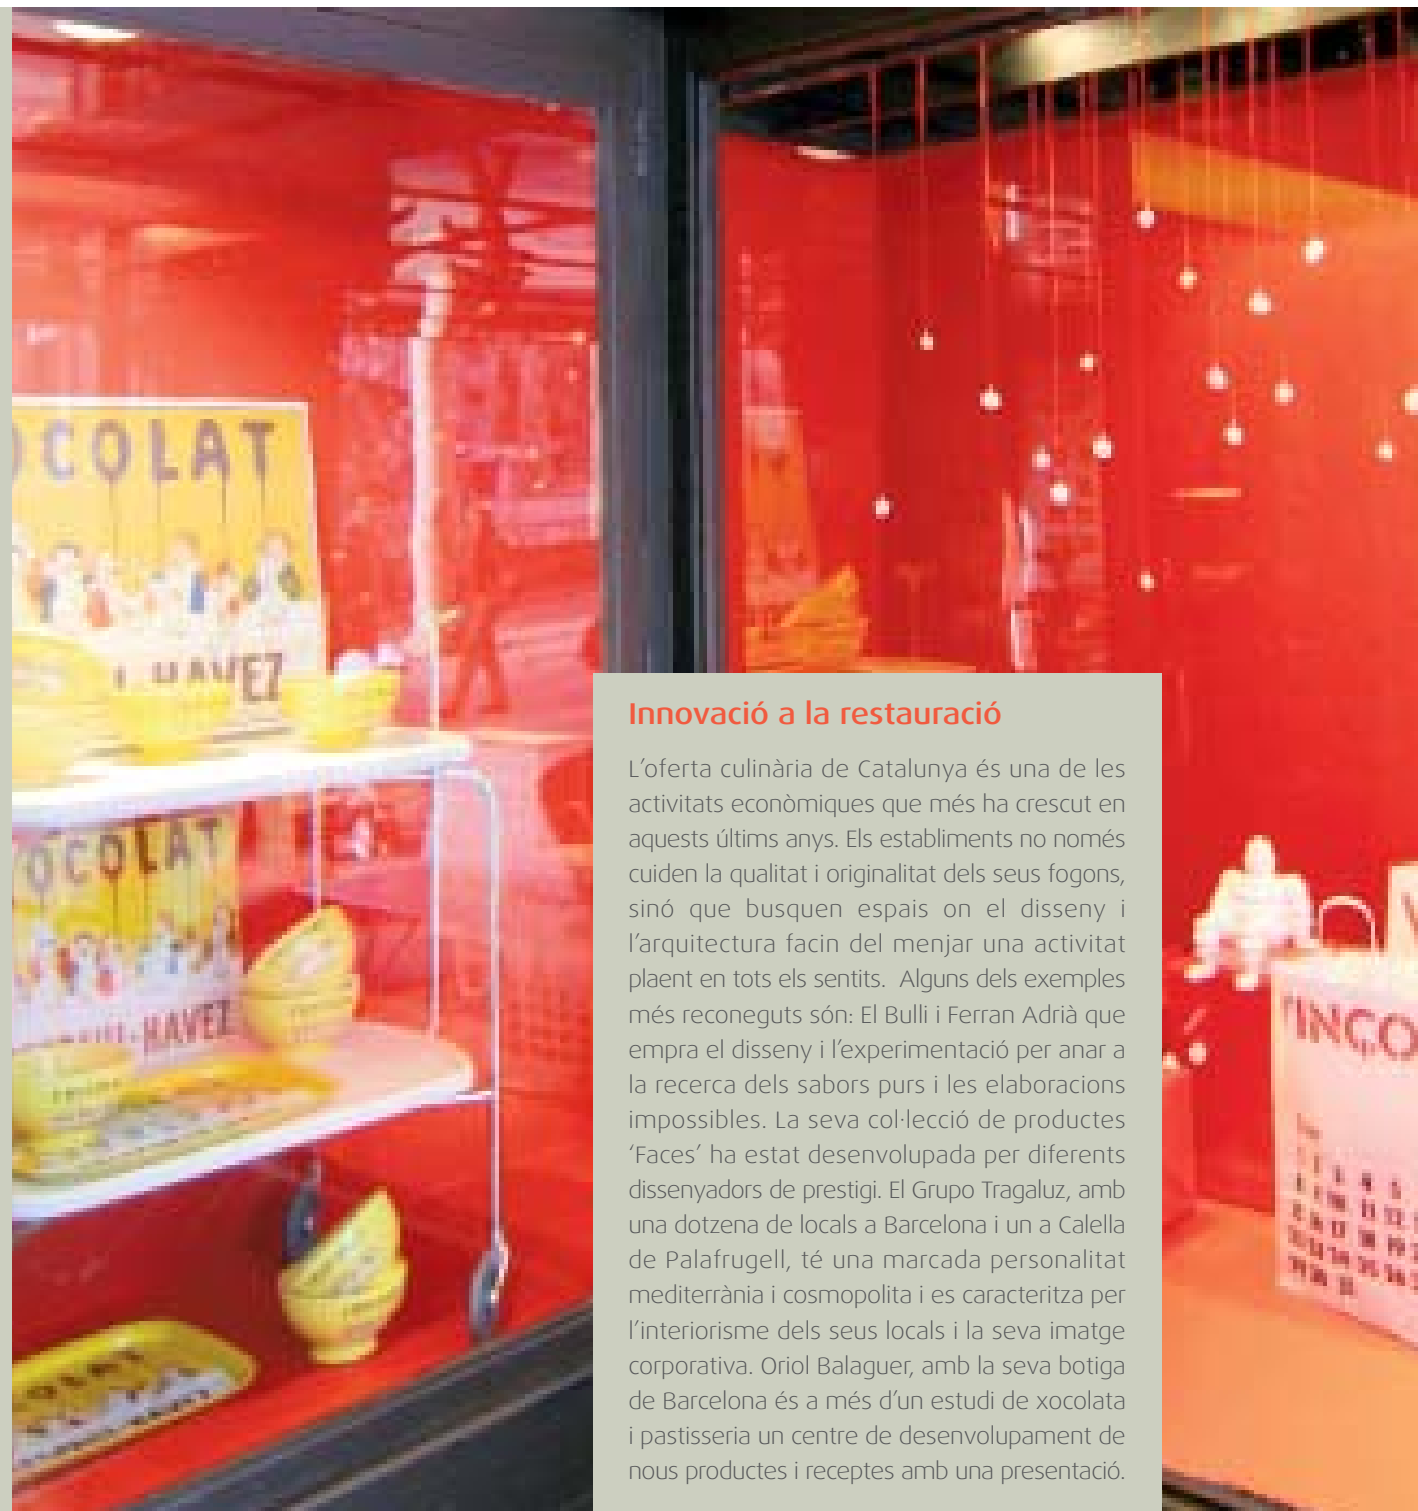 OCOLAT
HAVEZ
OCOLAT
HAVEZ
Innovació a la restauració
L’oferta culinària de Catalunya és una de les
activitats econòmiques que més ha crescut en
aquests últims anys. Els establiments no només
cuiden la qualitat i originalitat dels seus fogons,
sinó que busquen espais on el disseny i
l’arquitectura facin del menjar una activitat
plaent en tots els sentits. Alguns dels exemples
més reconeguts són: El Bulli i Ferran Adrià que
empra el disseny i l’experimentació per anar a
la recerca dels sabors purs i les elaboracions
impossibles. La seva col·lecció de productes
‘Faces’ ha estat desenvolupada per diferents
dissenyadors de prestigi. El Grupo Tragaluz, amb
una dotzena de locals a Barcelona i un a Calella
de Palafrugell, té una marcada personalitat
mediterrània i cosmopolita i es caracteritza per
l’interiorisme dels seus locals i la seva imatge
corporativa. Oriol Balaguer, amb la seva botiga
de Barcelona és a més d’un estudi de xocolata
i pastisseria un centre de desenvolupament de
nous productes i receptes amb una presentació.